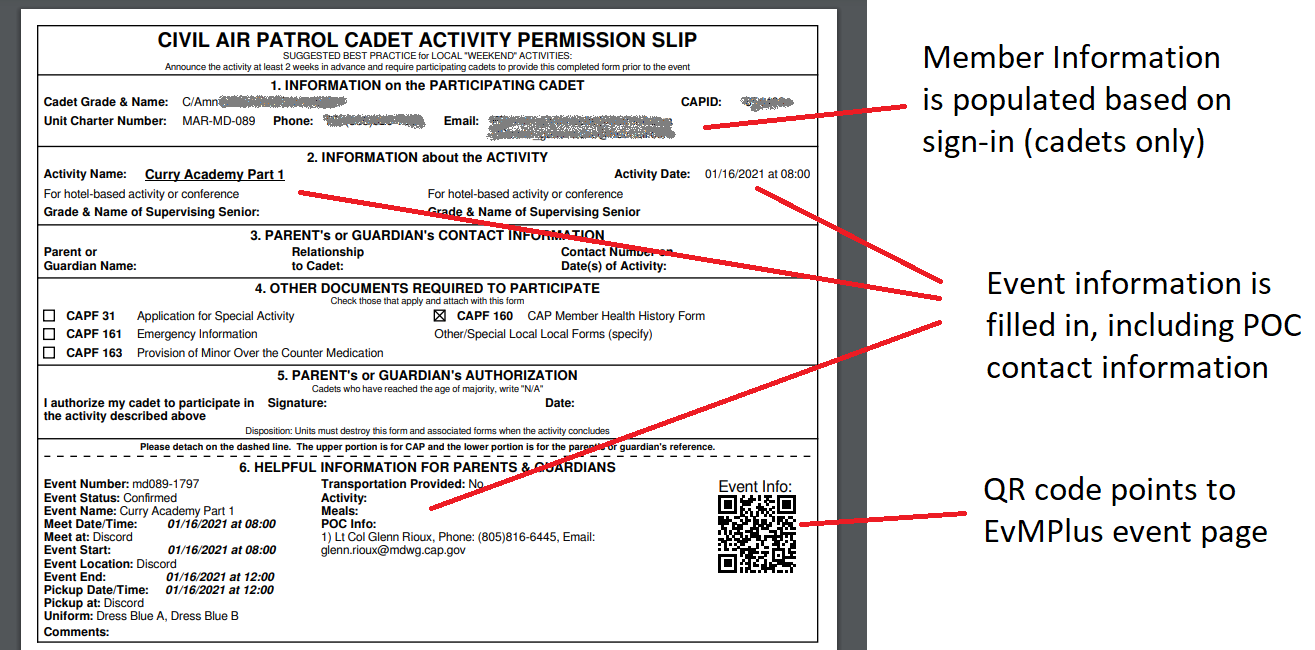 CIVIL AIR PATROL CADET ACTIVITY PERMISSION SLIP
SUGGESTED BEST PRACTICE for LOCAL "WEEKEND" ACTIVITIES:
Announce the activity at least 2 weeks in advance and require participating cadets to provide this completed form prior to the event
1. INFORMATION on the PARTICIPATING CADET
Cadet Grade & Name: C/Amn CAPID:
Unit Charter Number: MAR-MD-089 Phone: Email:
2. INFORMATION about the ACTIVITY
Activity Name: Curry Academy Part 1 Activity Date: 01/16/2021 at 08:00
For hotel-based activity or conference For hotel-based activity or conference
Grade & Name of Supervising Senior: Grade & Name of Supervising Senior
3. PARENT's or GUARDIAN's CONTACT INFORMATION
Parent or Relationship Contact Number on
Guardian Name: to Cadet: Date(s) of Activity:
4. OTHER DOCUMENTS REQUIRED TO PARTICIPATE
Check those that apply and attach with this form
CAPF 31 Application for Special Activity CAPF 160 CAP Member Health History Form
CAPF 161 Emergency Information Other/Special Local Local Forms (specify)
CAPF 163 Provision of Minor Over the Counter Medication
5. PARENT's or GUARDIAN's AUTHORIZATION
Cadets who have reached the age of majority, write "N/A"
I authorize my cadet to participate in Signature: Date:
the activity described above
Disposition: Units must destroy this form and associated forms when the activity concludes
Please detach on the dashed line. The upper portion is for CAP and the lower portion is for the parent's or guardian's reference.
6. HELPFUL INFORMATION FOR PARENTS & GUARDIANS
Event Number: md089-1797
Event Status: Confirmed
Event Name: Curry Academy Part 1
Meet Date/Time: 01/16/2021 at 08:00
Meet at: Discord
Event Start: 01/16/2021 at 08:00
Event Location: Discord
Event End: 01/16/2021 at 12:00
Pickup Date/Time: 01/16/2021 at 12:00
Pickup at: Discord
Uniform: Dress Blue A, Dress Blue B
Comments:
Transportation Provided: No
Activity:
Meals:
POC Info:
1) Lt Col Glenn Rioux, Phone: (805)816-6445, Email:
glenn.rioux@mdwg.cap.gov
Event Info:
Member Information
is populated based on
sign-in (cadets only)
Event information is
filled in, including POC
contact information
QR code points to
EvMPlus event page